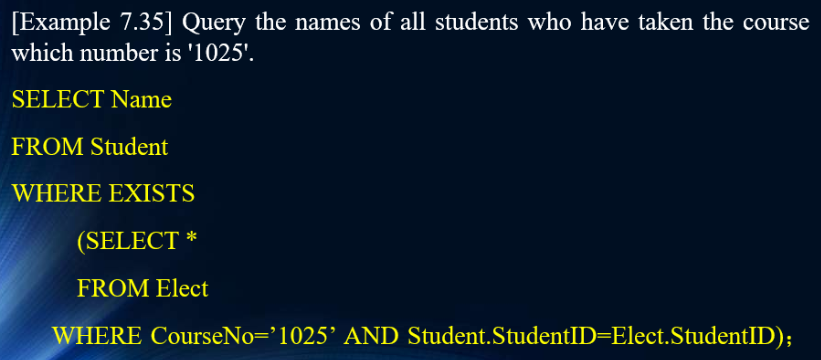 [Example 7.35] Query the names of all students who have taken the course
which number is '1025'.
SELECT Name
FROM Student
WHERE EXISTS
(SELECT *
FROM Elect
WHERE CourseNo=’1025’ AND Student.StudentID=Elect.StudentID)；